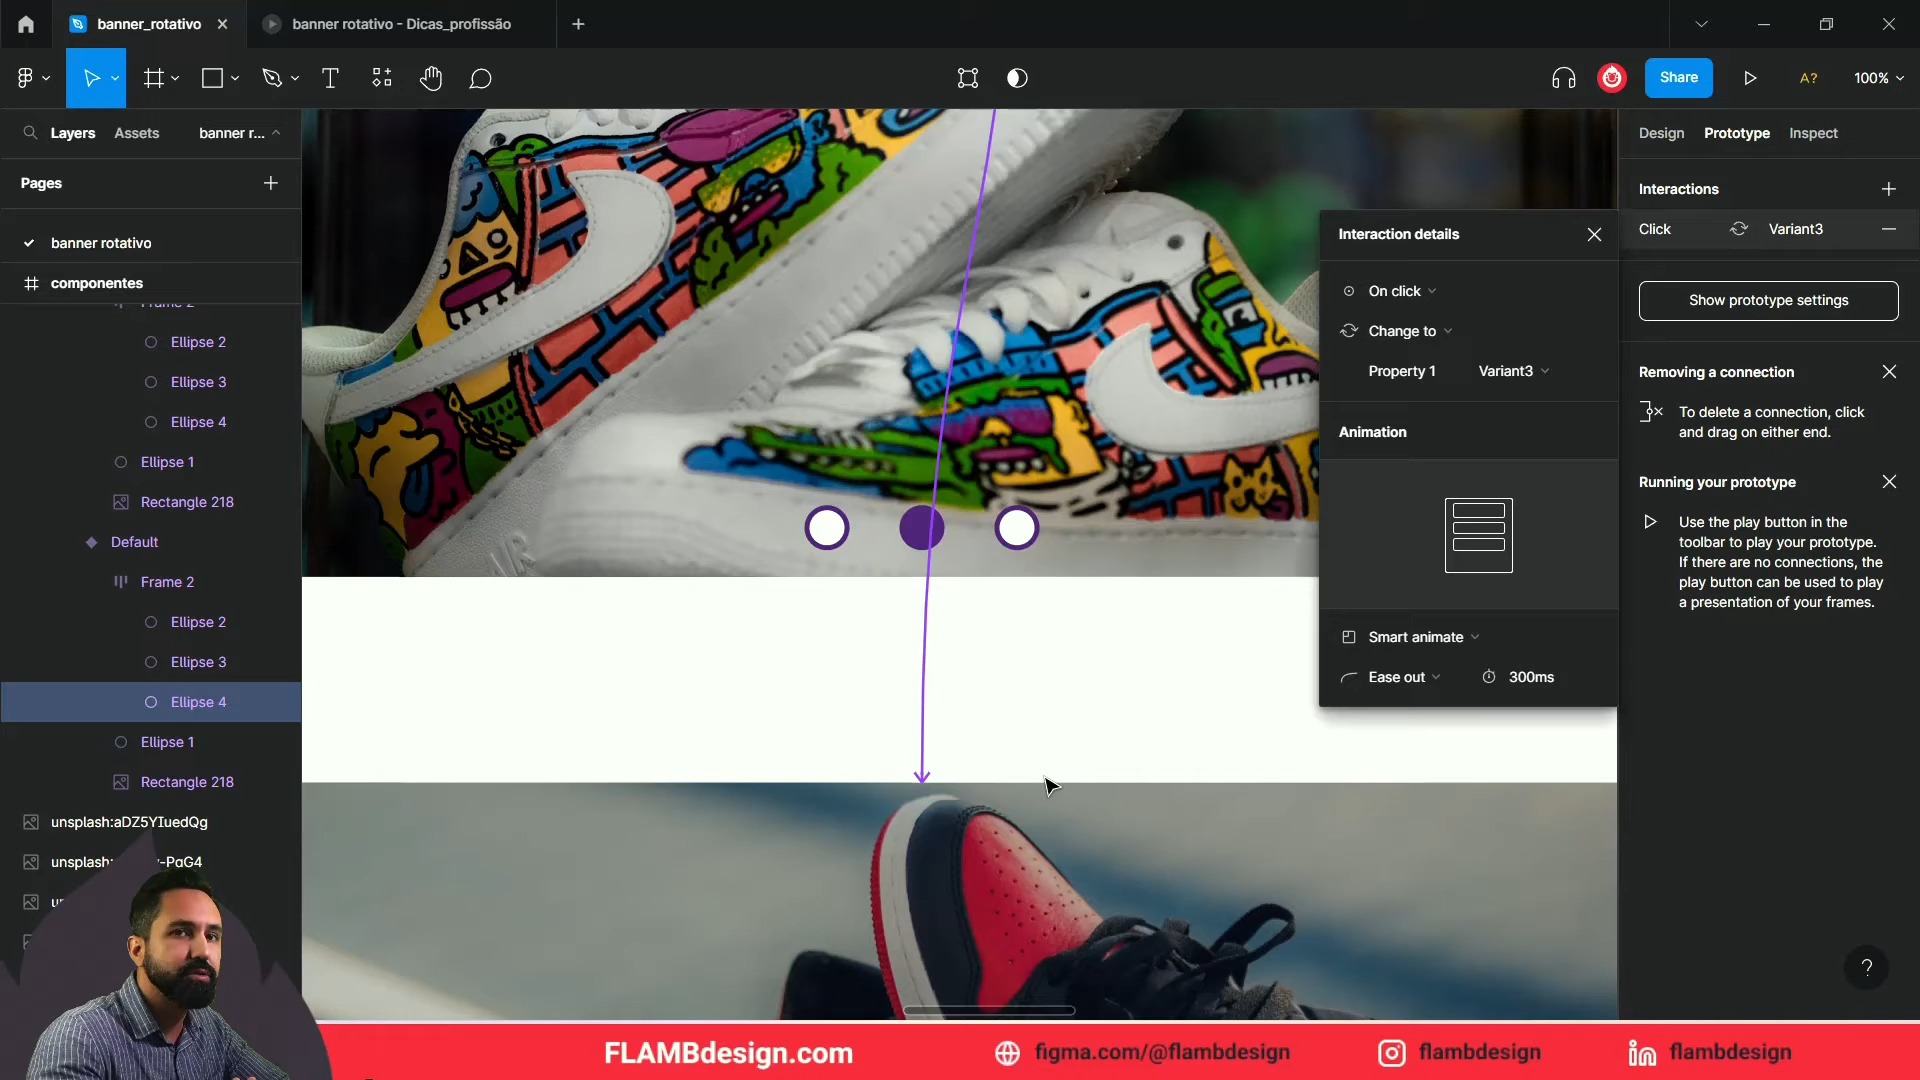 banner_rotativo
banner rotativo - Dicas_profissão
Share
A?
100%
Layers
Assets
banner r...
Pages
banner rotativo
componentes
Ellipse 2
Ellipse 3
Ellipse 4
Ellipse 1
Rectangle 218
Default
Frame 2
Ellipse 2
Ellipse 3
Ellipse 4
Ellipse 1
Rectangle 218
unsplash:aDZ5YIuedQg
Interaction details
On click
Change to
Property 1
Variant3
Animation
Smart animate
Ease out
300ms
Design
Prototype
Inspect
Interactions
Click
Variant3
Show prototype settings
Removing a connection
To delete a connection, click
and drag on either end.
Running your prototype
Use the play button in the
toolbar to play your prototype.
If there are no connections, the
play button can be used to play
a presentation of your frames.
?
FLAMBdesign.com
figma.com/@flambdesign
flambdesign
flambdesign